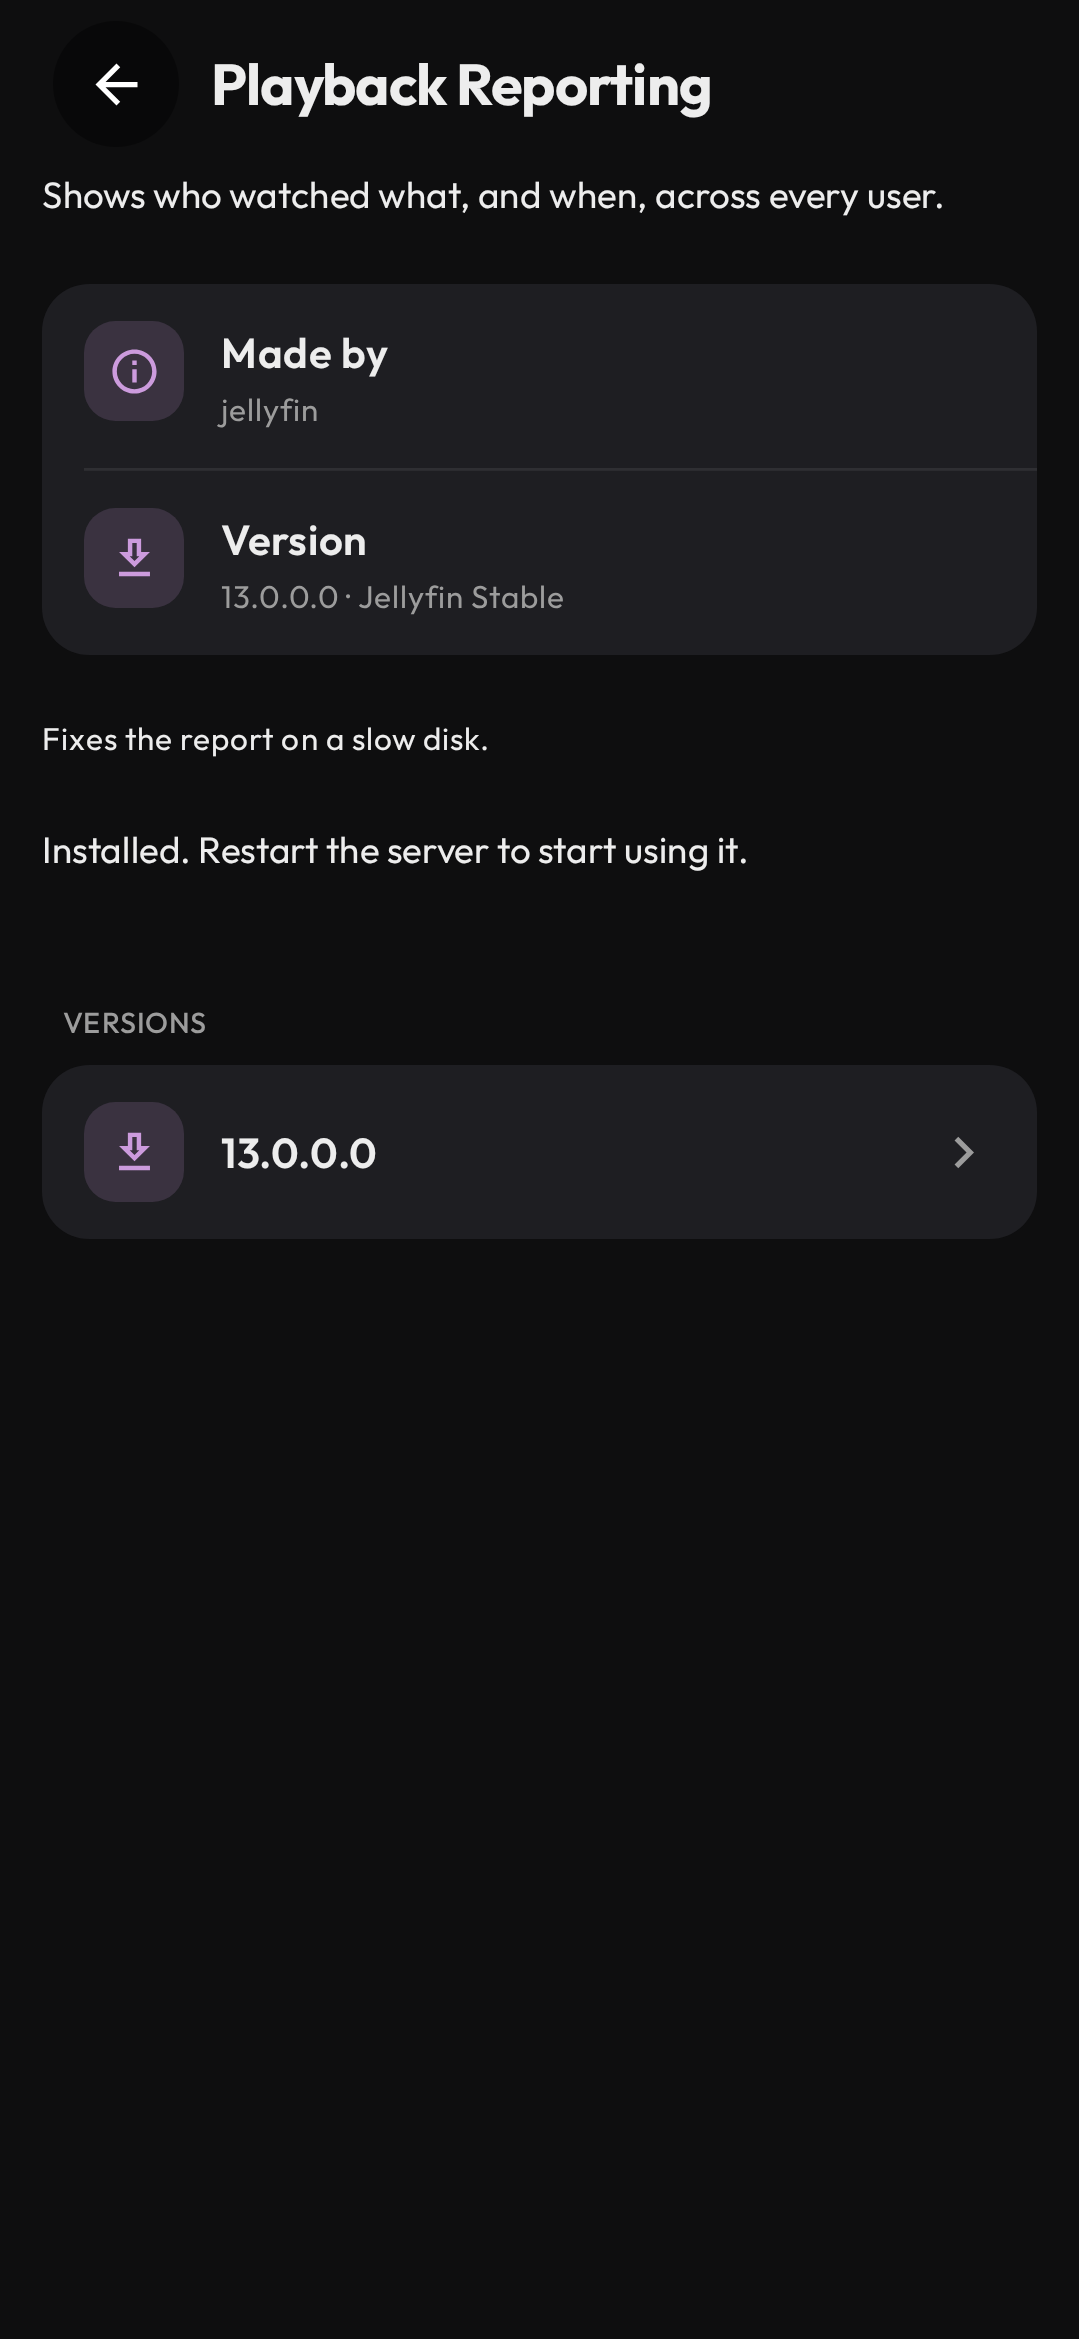 Playback Reporting
Shows who watched what, and when, across every user.
Made by
jellyfin
Version
13.0.0.0 · Jellyfin Stable
Fixes the report on a slow disk.
Installed. Restart the server to start using it.
VERSIONS
13.0.0.0